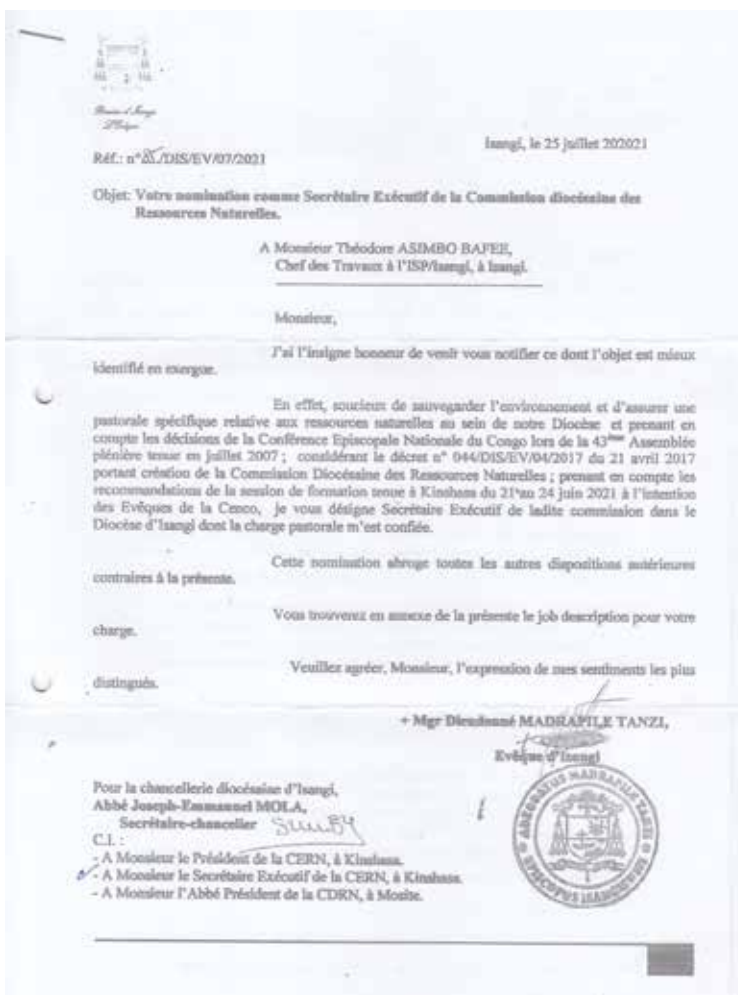 Diocèse d'Isangi
L'Evêque
Isangi, le 25 juillet 202021
Réf.: n° /DIS/EV/07/2021
Objet: Votre nomination comme Secrétaire Exécutif de la Commission diocésaine des
Ressources Naturelles.
A Monsieur Théodore ASIMBO BAFEE,
Chef des Travaux à l'ISP/Isangi, à Isangi.
Monsieur,
J'ai l'insigne honneur de venir vous notifier ce dont l'objet est mieux
identifié en exergue.
En effet, soucieux de sauvegarder l'environnement et d'assurer une
pastorale spécifique relative aux ressources naturelles au sein de notre Diocèse et prenant en
compte les décisions de la Conférence Episcopale Nationale du Congo lors de la 43ème Assemblée
plénière tenue en juillet 2007 ; considérant le décret n° 044/DIS/EV/04/2017 du 21 avril 2017
portant création de la Commission Diocésaine des Ressources Naturelles ; prenant en compte les
recommandations de la session de formation tenue à Kinshasa du 21 au 24 juin 2021 à l'intention
des Evêques de la Cenco, je vous désigne Secrétaire Exécutif de ladite commission dans le
Diocèse d'Isangi dont la charge pastorale m'est confiée.
Cette nomination abroge toutes les autres dispositions antérieures
contraires à la présente.
Vous trouverez en annexe de la présente le job description pour votre
charge.
Veuillez agréer, Monsieur, l'expression de mes sentiments les plus
distingués.
+ Mgr Dieudonné MADRAPILE TANZI,
Evêque d'Isangi
Pour la chancellerie diocésaine d'Isangi,
Abbé Joseph-Emmanuel MOLA,
Secrétaire-chancelier
C.I. :
- A Monsieur le Président de la CERN, à Kinshasa.
- A Monsieur le Secrétaire Exécutif de la CERN, à Kinshasa.
- A Monsieur l'Abbé Président de la CDRN, à Mosite.
ADEODATUS MADRAPILE TANZI
EPISCOPUS ISANGIENSIS